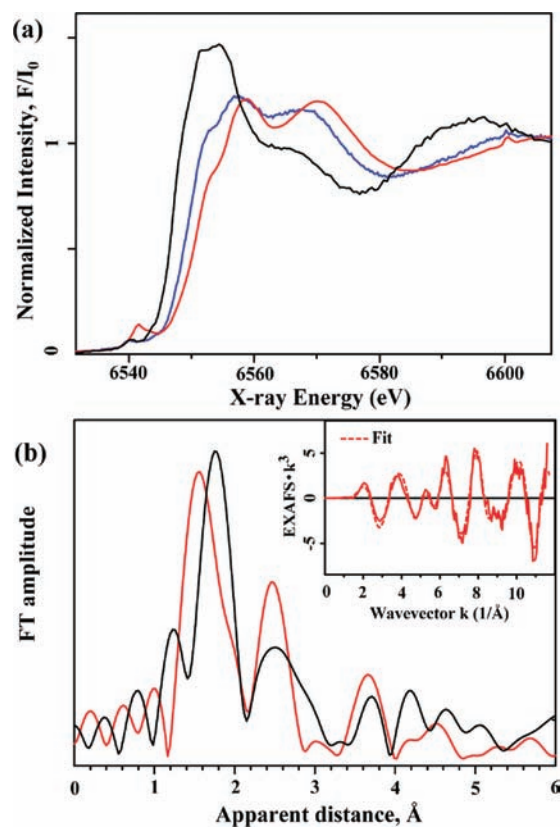 (a)
Normalized Intensity, F/I₀
1
0
6540 6560 6580 6600
X-ray Energy (eV)
(b)
FT amplitude
Fit
EXAFS•k³
5
0
-5
0 2 4 6 8 10
Wavevector k (1/Å)
0 1 2 3 4 5 6
Apparent distance, Å